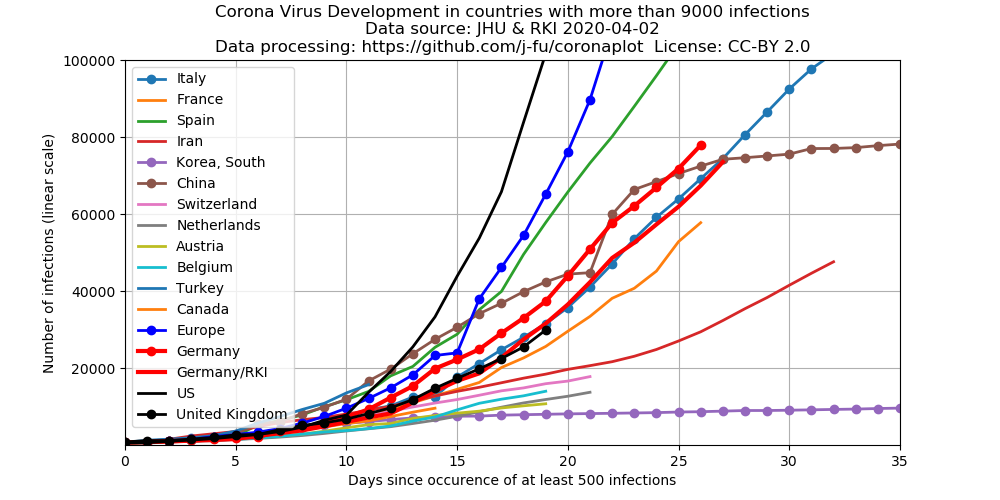 Corona Virus Development in countries with more than 9000 infections
Data source: JHU & RKI 2020-04-02
Data processing: https://github.com/j-fu/coronaplot License: CC-BY 2.0
Number of infections (linear scale)
100000
80000
60000
40000
20000
Italy
France
Spain
Iran
Korea, South
China
Switzerland
Netherlands
Austria
Belgium
Turkey
Canada
Europe
Germany
Germany/RKI
US
United Kingdom
0 5 10 15 20 25 30 35
Days since occurence of at least 500 infections